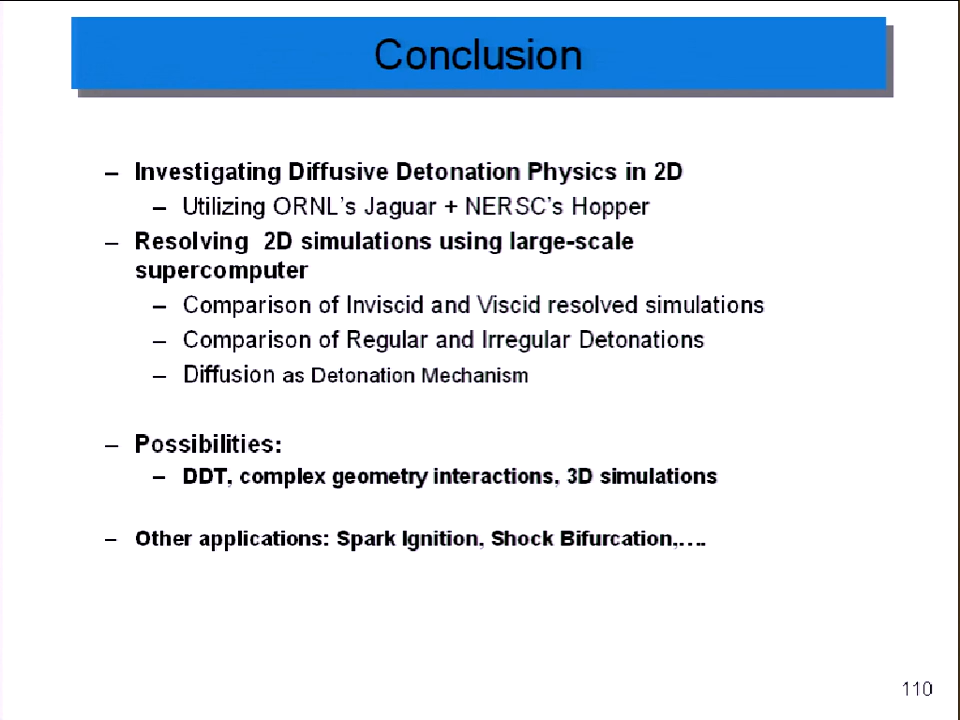 Conclusion
– Investigating Diffusive Detonation Physics in 2D
– Utilizing ORNL's Jaguar + NERSC's Hopper
– Resolving 2D simulations using large-scale
supercomputer
– Comparison of Inviscid and Viscid resolved simulations
– Comparison of Regular and Irregular Detonations
– Diffusion as Detonation Mechanism
– Possibilities:
– DDT, complex geometry interactions, 3D simulations
– Other applications: Spark Ignition, Shock Bifurcation,….
110